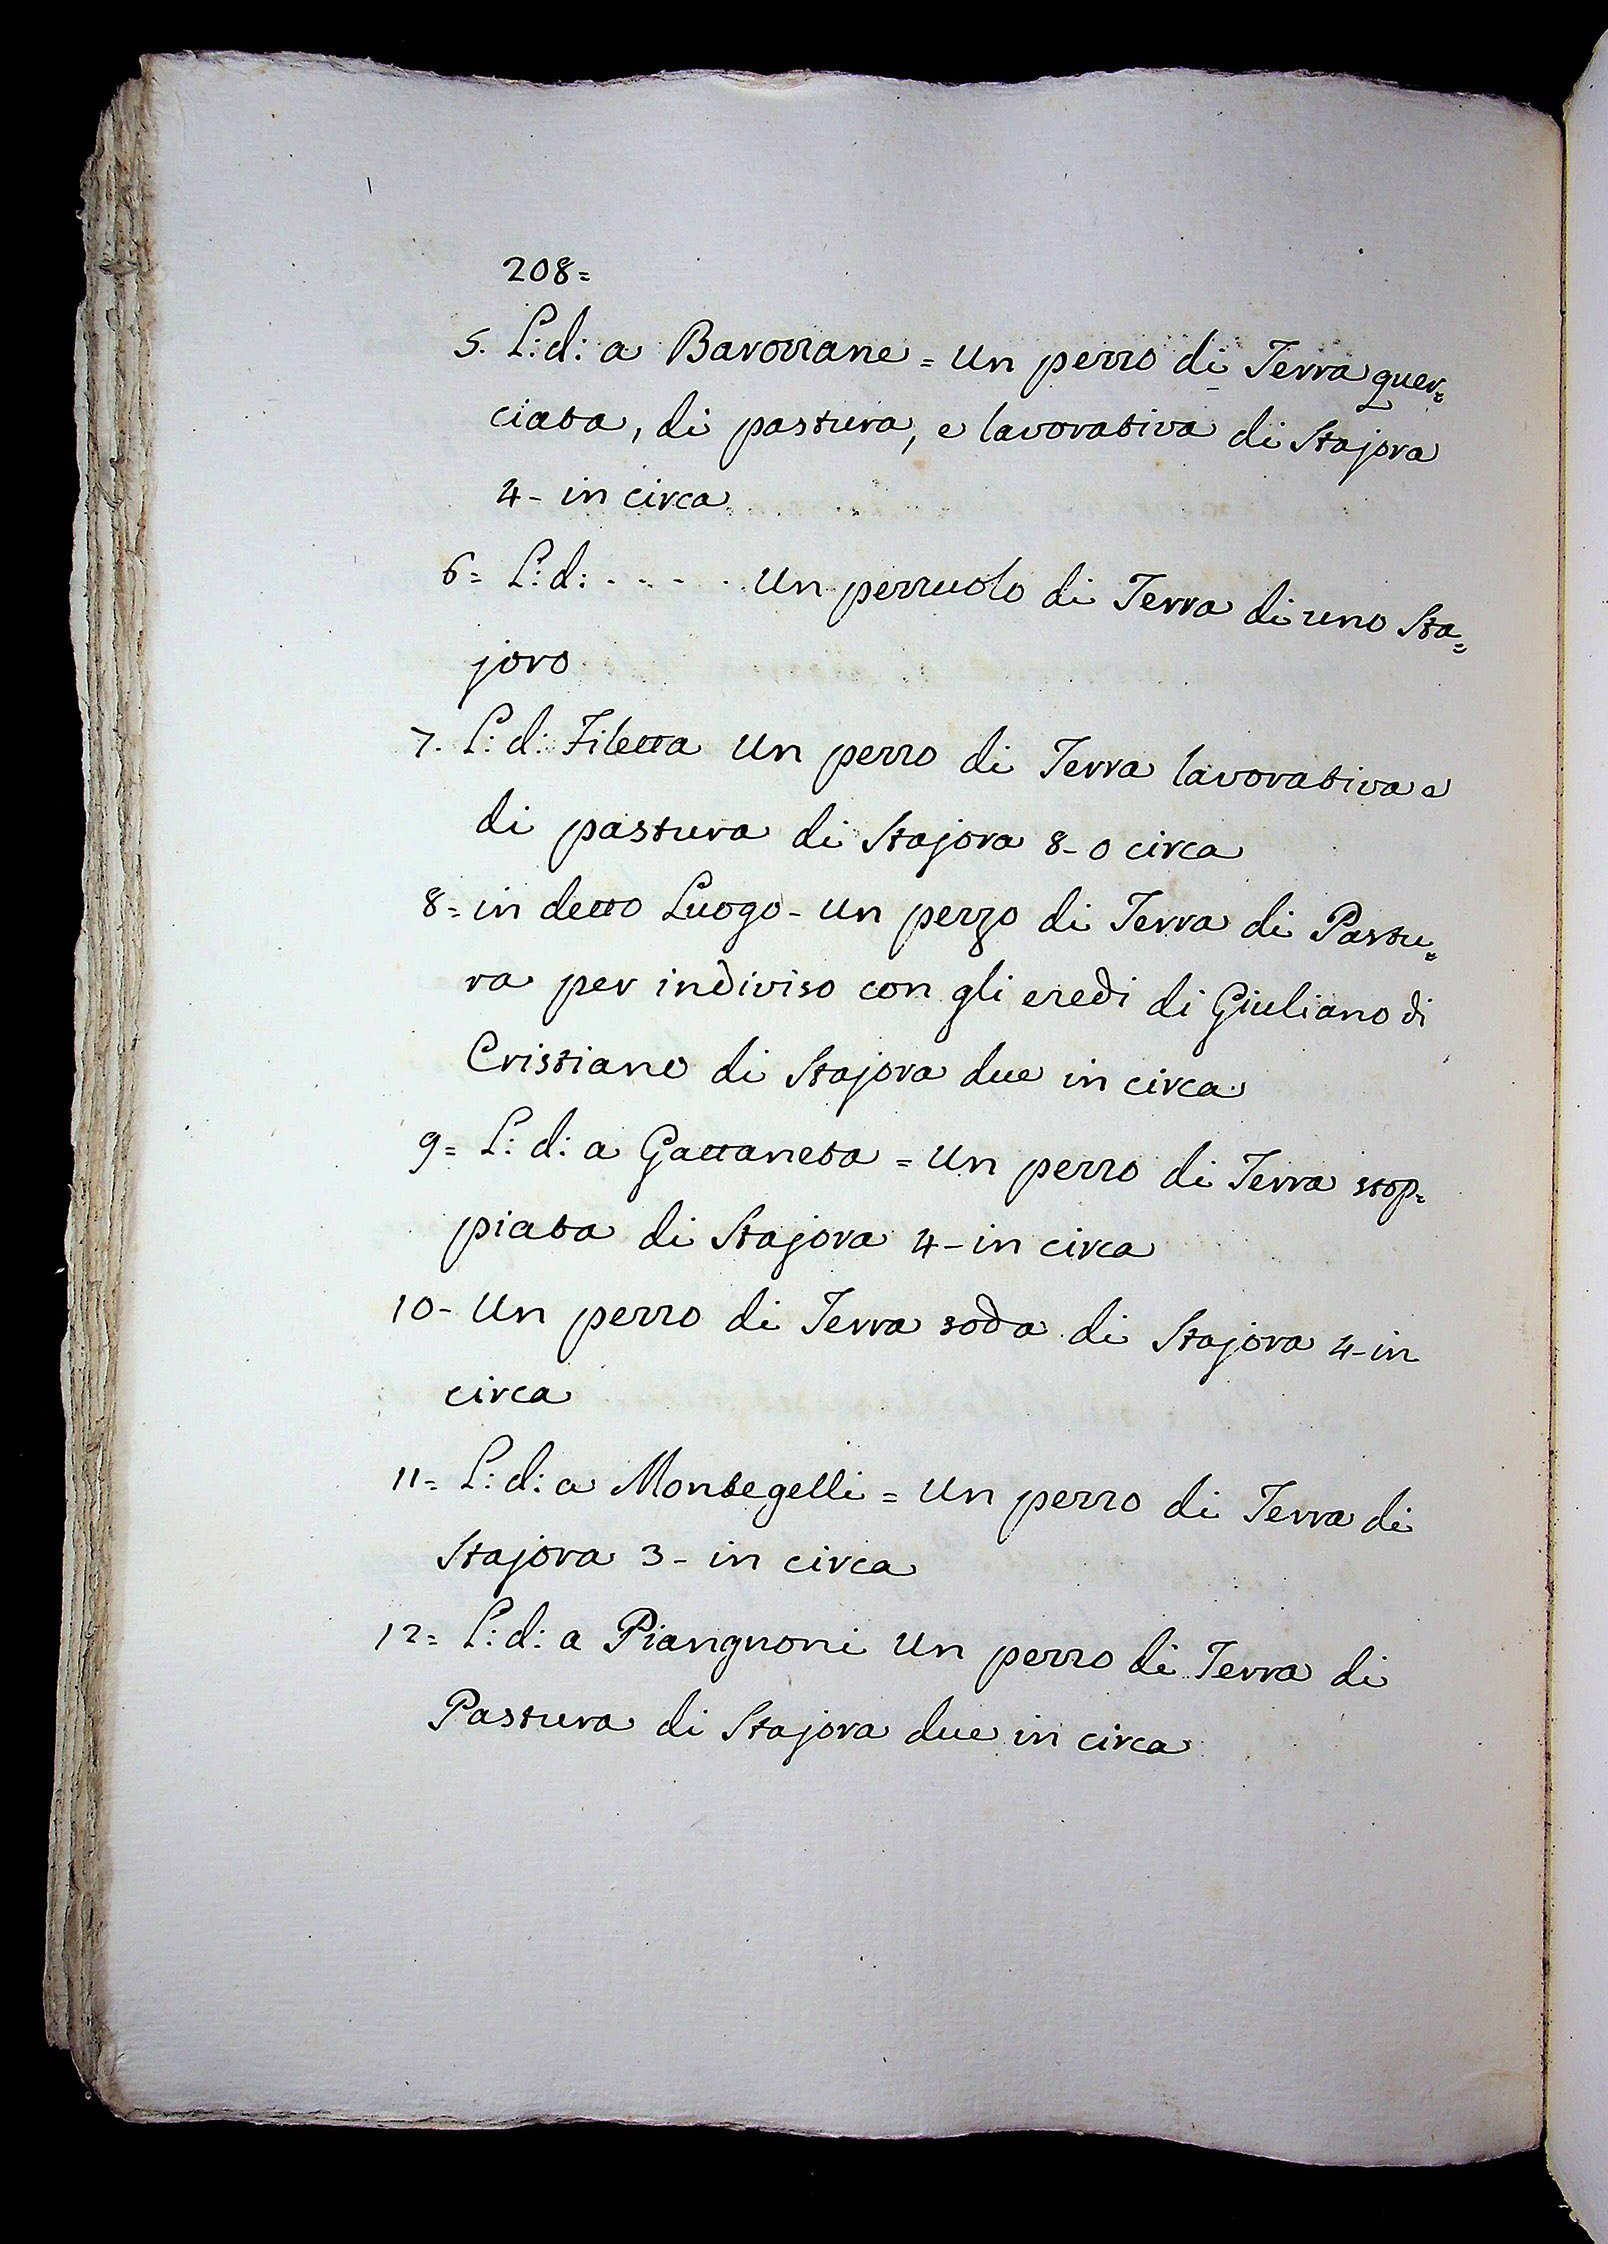 208=
5. L: d: a Barozzane = Un pezzo di Terra quer=
ciata, di pastura, e lavorativa di Stajora
4- in circa
6= L: d: - - - - - Un pezzuolo di Terra di uno Sta=
joro
7. L: d: Filetta Un pezzo di Terra lavorativa e
di pastura di Stajora 8- o circa
8= in detto Luogo - Un pezzo di Terra di Pastu=
ra per indiviso con gli eredi di Giuliano di
Cristiano di Stajora due in circa
9= L: d: a Gattaneta = Un pezzo di Terra stop=
piata di Stajora 4- in circa
10- Un pezzo di Terra soda di Stajora 4- in
circa
11= L: d: a Montegelli = Un pezzo di Terra di
Stajora 3- in circa
12= L: d: a Piangnoni Un pezzo di Terra di
Pastura di Stajora due in circa